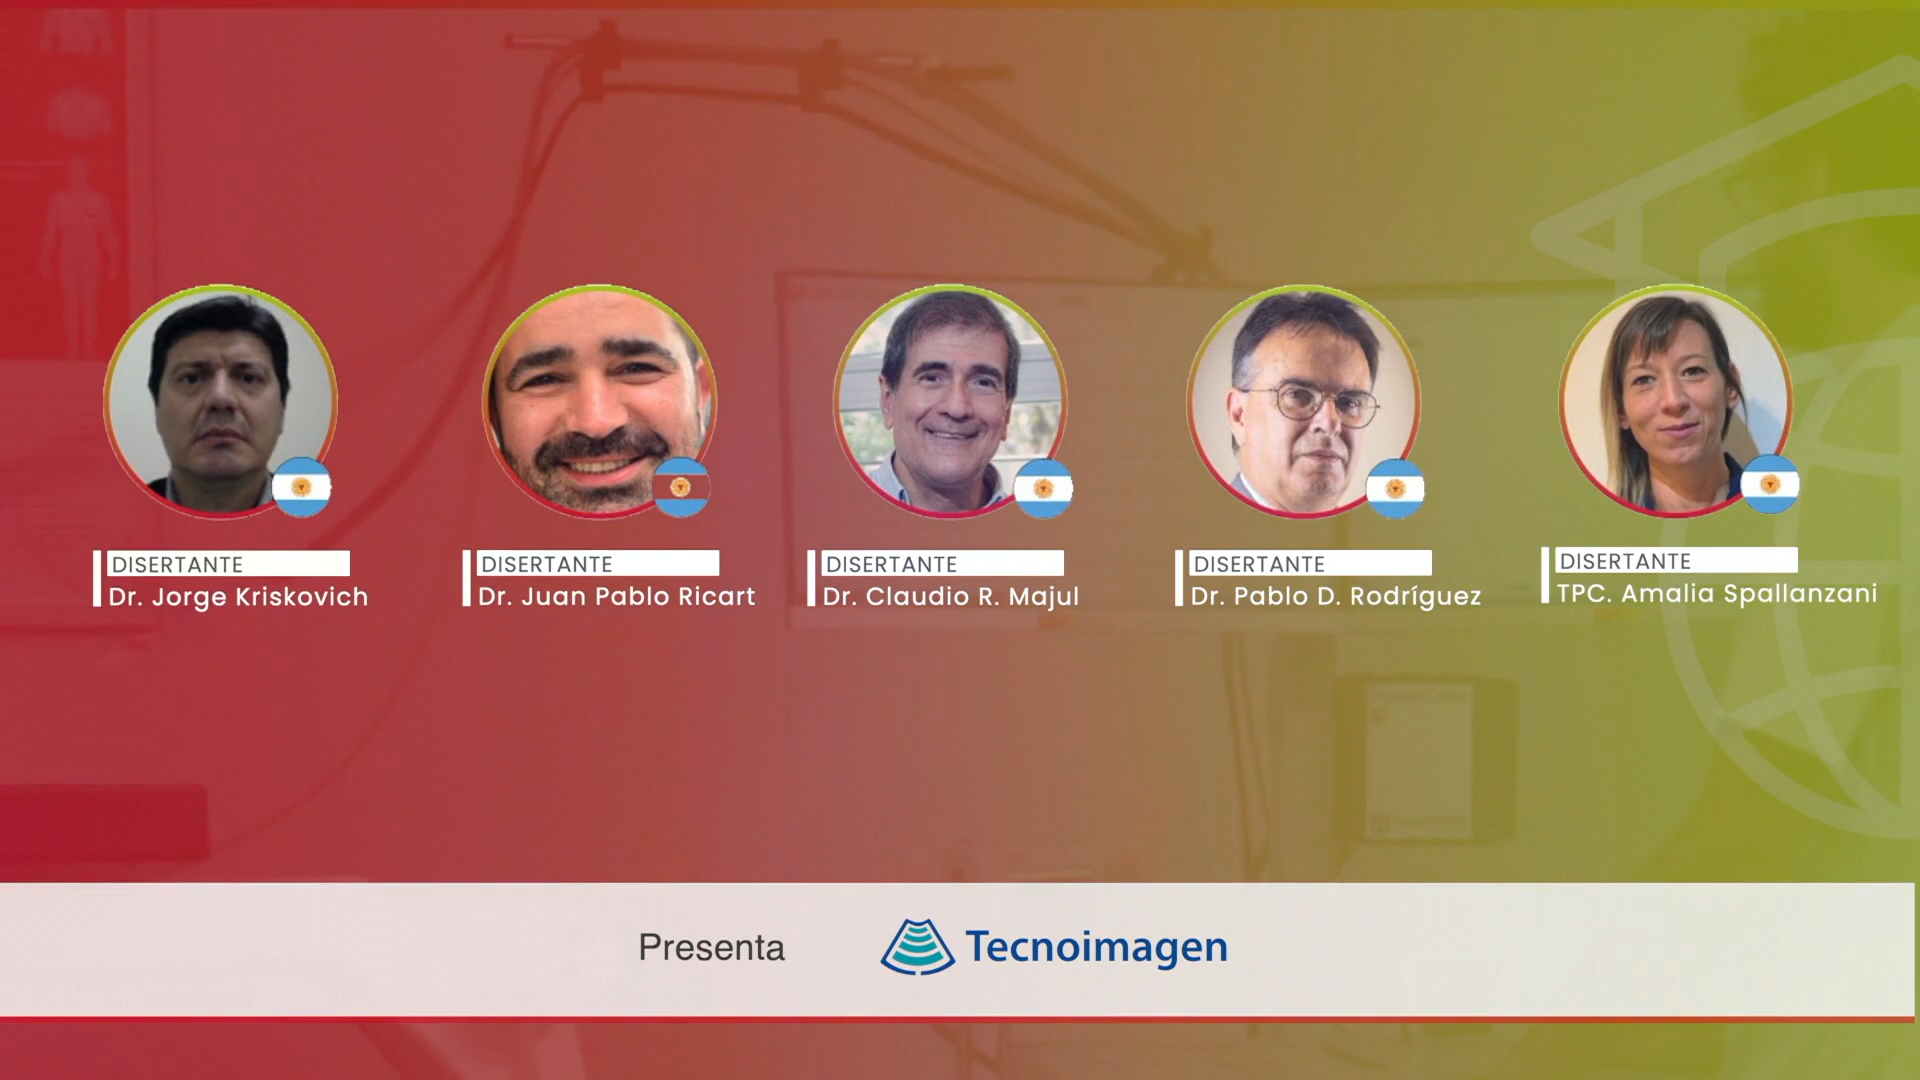 DISERTANTE
Dr. Jorge Kriskovich
DISERTANTE
Dr. Juan Pablo Ricart
DISERTANTE
Dr. Claudio R. Majul
DISERTANTE
Dr. Pablo D. Rodríguez
DISERTANTE
TPC. Amalia Spallanzani
Presenta
Tecnoimagen